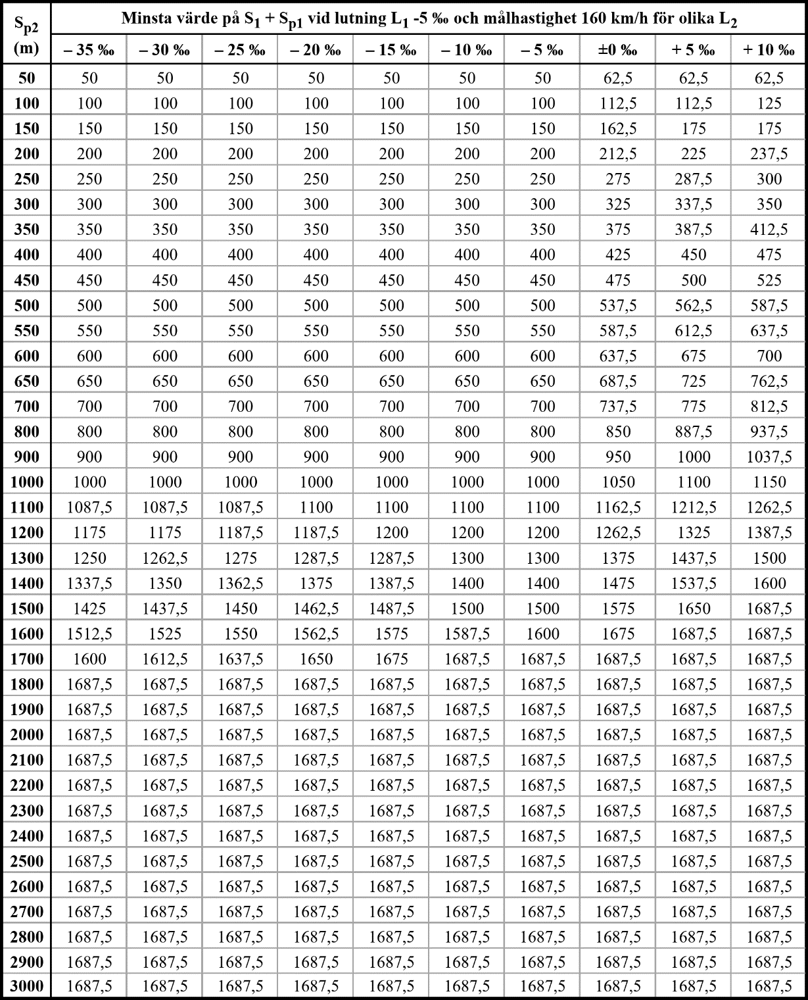 S_p2 (m) Minsta värde på S_1 + S_p1 vid lutning L_1 -5 ‰ och målhastighet 160 km/h för olika L_2
– 35 ‰ – 30 ‰ – 25 ‰ – 20 ‰ – 15 ‰ – 10 ‰ – 5 ‰ ±0 ‰ + 5 ‰ + 10 ‰
50 50 50 50 50 50 50 50 62,5 62,5 62,5
100 100 100 100 100 100 100 100 112,5 112,5 125
150 150 150 150 150 150 150 150 162,5 175 175
200 200 200 200 200 200 200 200 212,5 225 237,5
250 250 250 250 250 250 250 250 275 287,5 300
300 300 300 300 300 300 300 300 325 337,5 350
350 350 350 350 350 350 350 350 375 387,5 412,5
400 400 400 400 400 400 400 400 425 450 475
450 450 450 450 450 450 450 450 475 500 525
500 500 500 500 500 500 500 500 537,5 562,5 587,5
550 550 550 550 550 550 550 550 587,5 612,5 637,5
600 600 600 600 600 600 600 600 637,5 675 700
650 650 650 650 650 650 650 650 687,5 725 762,5
700 700 700 700 700 700 700 700 737,5 775 812,5
800 800 800 800 800 800 800 800 850 887,5 937,5
900 900 900 900 900 900 900 900 950 1000 1037,5
1000 1000 1000 1000 1000 1000 1000 1000 1050 1100 1150
1100 1087,5 1087,5 1087,5 1100 1100 1100 1100 1162,5 1212,5 1262,5
1200 1175 1175 1187,5 1187,5 1200 1200 1200 1262,5 1325 1387,5
1300 1250 1262,5 1275 1287,5 1287,5 1300 1300 1375 1437,5 1500
1400 1337,5 1350 1362,5 1375 1387,5 1400 1400 1475 1537,5 1600
1500 1425 1437,5 1450 1462,5 1487,5 1500 1500 1575 1650 1687,5
1600 1512,5 1525 1550 1562,5 1575 1587,5 1600 1675 1687,5 1687,5
1700 1600 1612,5 1637,5 1650 1675 1687,5 1687,5 1687,5 1687,5 1687,5
1800 1687,5 1687,5 1687,5 1687,5 1687,5 1687,5 1687,5 1687,5 1687,5 1687,5
1900 1687,5 1687,5 1687,5 1687,5 1687,5 1687,5 1687,5 1687,5 1687,5 1687,5
2000 1687,5 1687,5 1687,5 1687,5 1687,5 1687,5 1687,5 1687,5 1687,5 1687,5
2100 1687,5 1687,5 1687,5 1687,5 1687,5 1687,5 1687,5 1687,5 1687,5 1687,5
2200 1687,5 1687,5 1687,5 1687,5 1687,5 1687,5 1687,5 1687,5 1687,5 1687,5
2300 1687,5 1687,5 1687,5 1687,5 1687,5 1687,5 1687,5 1687,5 1687,5 1687,5
2400 1687,5 1687,5 1687,5 1687,5 1687,5 1687,5 1687,5 1687,5 1687,5 1687,5
2500 1687,5 1687,5 1687,5 1687,5 1687,5 1687,5 1687,5 1687,5 1687,5 1687,5
2600 1687,5 1687,5 1687,5 1687,5 1687,5 1687,5 1687,5 1687,5 1687,5 1687,5
2700 1687,5 1687,5 1687,5 1687,5 1687,5 1687,5 1687,5 1687,5 1687,5 1687,5
2800 1687,5 1687,5 1687,5 1687,5 1687,5 1687,5 1687,5 1687,5 1687,5 1687,5
2900 1687,5 1687,5 1687,5 1687,5 1687,5 1687,5 1687,5 1687,5 1687,5 1687,5
3000 1687,5 1687,5 1687,5 1687,5 1687,5 1687,5 1687,5 1687,5 1687,5 1687,5